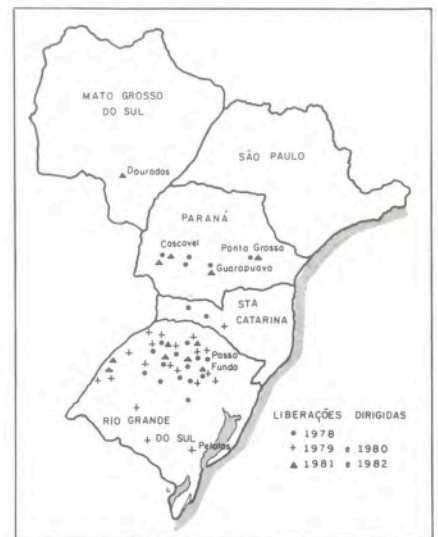 MATO GROSSO
DO SUL
SÃO PAULO
Dourados
PARANÁ
Cascavel
Ponta Grossa
Guarapuava
STA
CATARINA
Passo
Fundo
RIO GRANDE
DO SUL
Pelotas
LIBERAÇÕES DIRIGIDAS
● 1978
+ 1979 e 1980
▲ 1981 e 1982